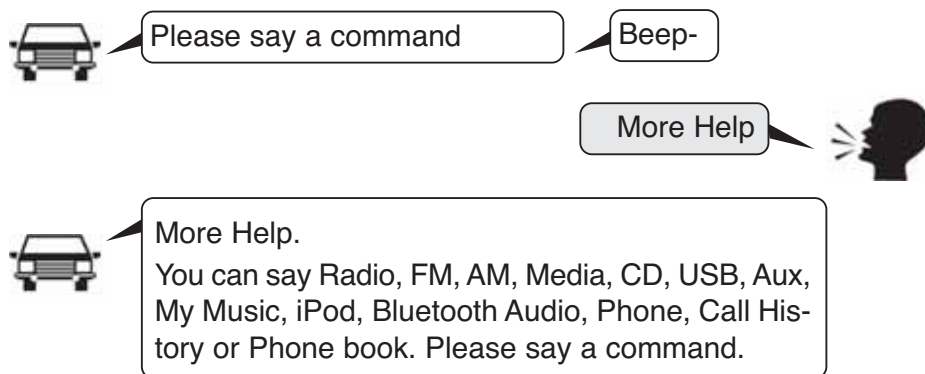 Please say a command
Beep-
More Help
More Help.
You can say Radio, FM, AM, Media, CD, USB, Aux,
My Music, iPod, Bluetooth Audio, Phone, Call His-
tory or Phone book. Please say a command.